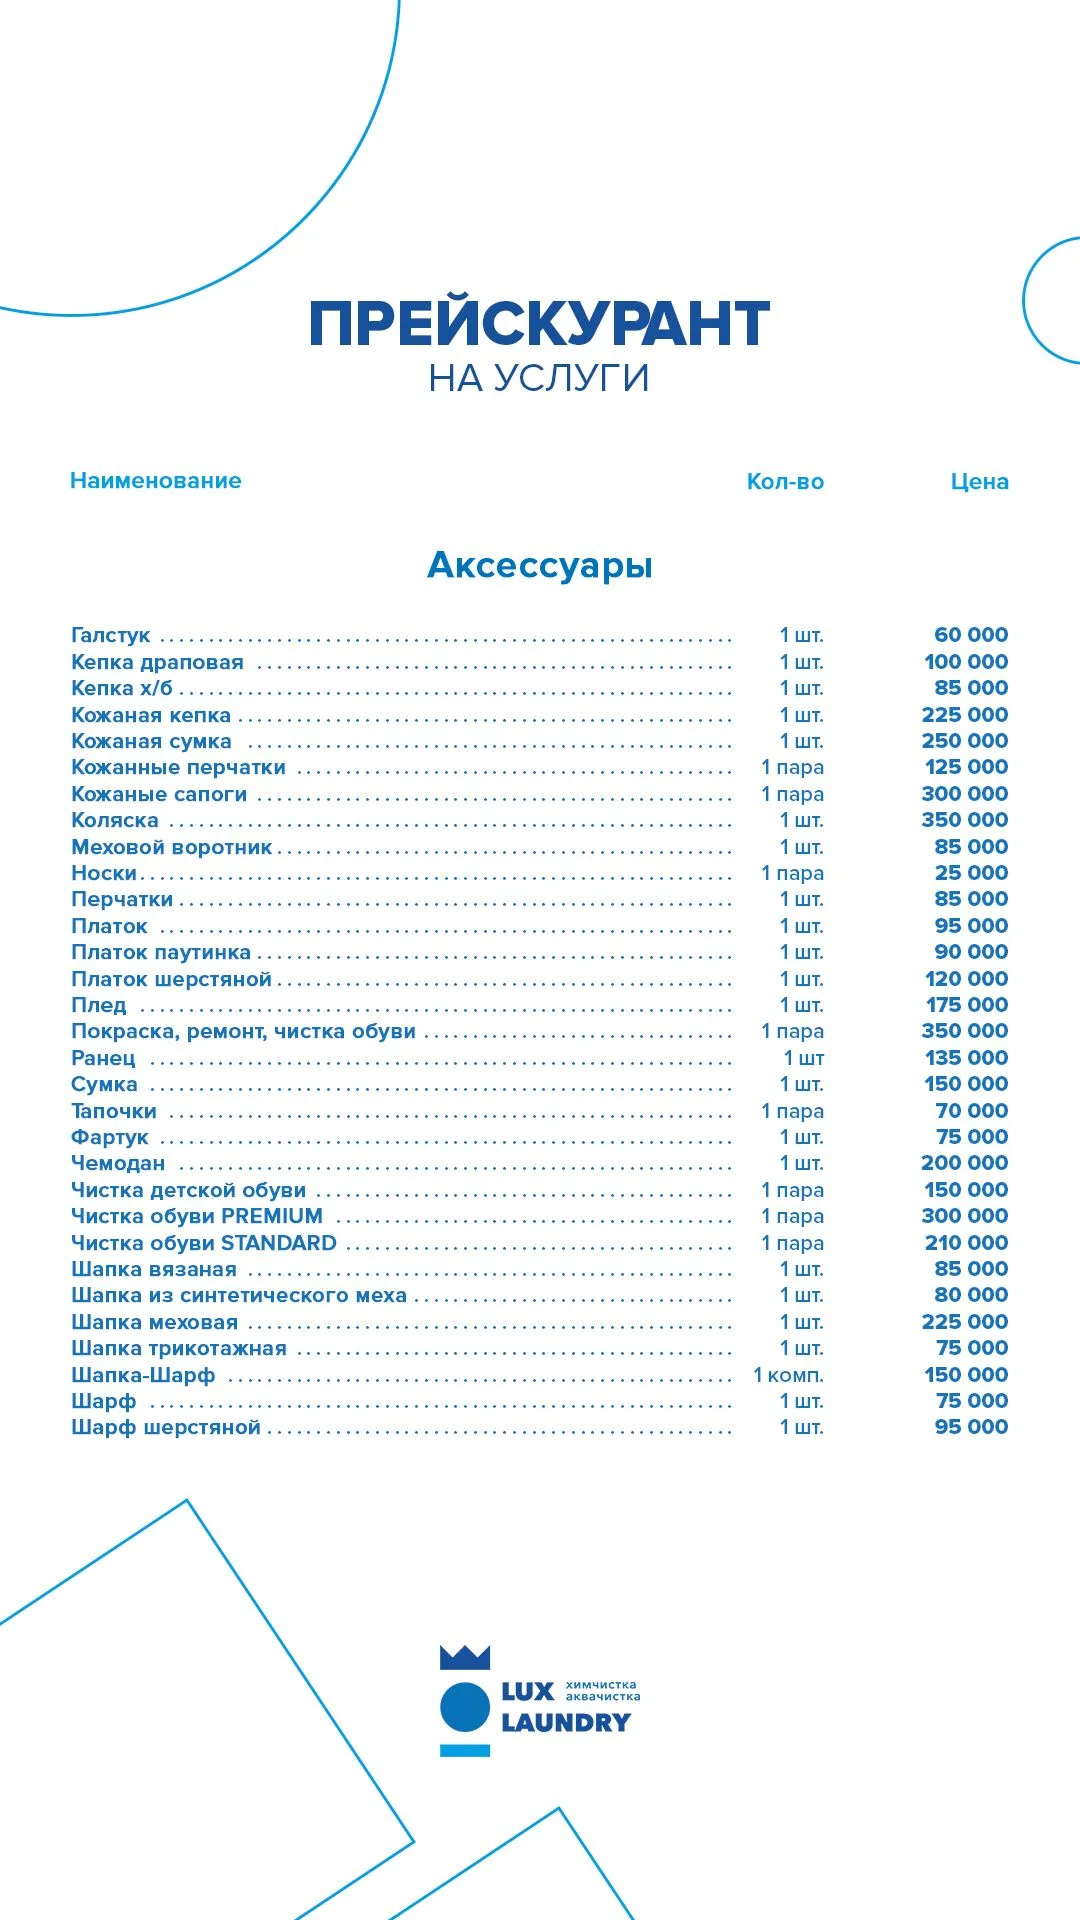 ПРЕЙСКУРАНТ
НА УСЛУГИ
Наименование Кол-во Цена
Аксессуары
Галстук 1 шт. 60 000
Кепка драповая 1 шт. 100 000
Кепка х/б 1 шт. 85 000
Кожаная кепка 1 шт. 225 000
Кожаная сумка 1 шт. 250 000
Кожанные перчатки 1 пара 125 000
Кожаные сапоги 1 пара 300 000
Коляска 1 шт. 350 000
Меховой воротник 1 шт. 85 000
Носки 1 пара 25 000
Перчатки 1 шт. 85 000
Платок 1 шт. 95 000
Платок паутинка 1 шт. 90 000
Платок шерстяной 1 шт. 120 000
Плед 1 шт. 175 000
Покраска, ремонт, чистка обуви 1 пара 350 000
Ранец 1 шт 135 000
Сумка 1 шт. 150 000
Тапочки 1 пара 70 000
Фартук 1 шт. 75 000
Чемодан 1 шт. 200 000
Чистка детской обуви 1 пара 150 000
Чистка обуви PREMIUM 1 пара 300 000
Чистка обуви STANDARD 1 пара 210 000
Шапка вязаная 1 шт. 85 000
Шапка из синтетического меха 1 шт. 80 000
Шапка меховая 1 шт. 225 000
Шапка трикотажная 1 шт. 75 000
Шапка-Шарф 1 комп. 150 000
Шарф 1 шт. 75 000
Шарф шерстяной 1 шт. 95 000
LUX химчистка
аквачистка
LAUNDRY